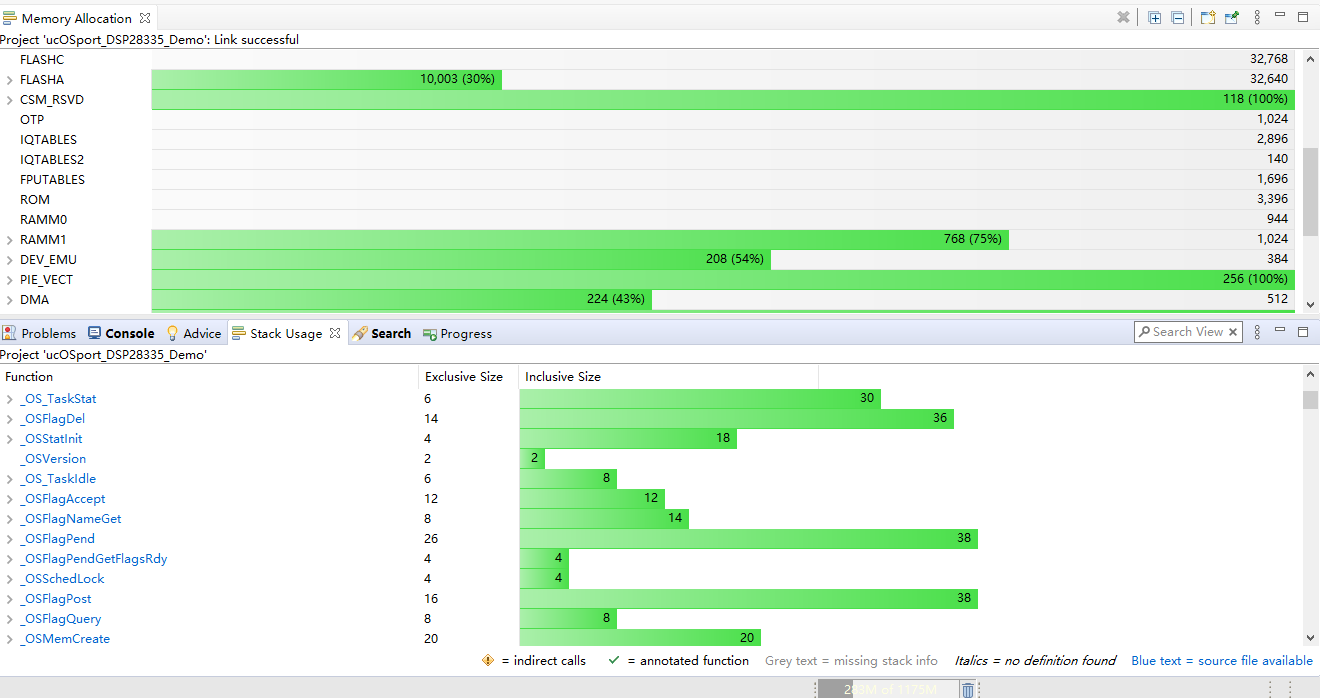 Memory Allocation
Project 'ucOSport_DSP28335_Demo': Link successful
FLASHC 32,768
FLASHA 10,003 (30%) 32,640
CSM_RSVD 118 (100%)
OTP 1,024
IQTABLES 2,896
IQTABLES2 140
FPUTABLES 1,696
ROM 3,396
RAMM0 944
RAMM1 768 (75%) 1,024
DEV_EMU 208 (54%) 384
PIE_VECT 256 (100%)
DMA 224 (43%) 512
Problems Console Advice Stack Usage Search Progress Search View
Project 'ucOSport_DSP28335_Demo'
Function Exclusive Size Inclusive Size
_OS_TaskStat 6 30
_OSFlagDel 14 36
_OSStatInit 4 18
_OSVersion 2 2
_OS_TaskIdle 6 8
_OSFlagAccept 12 12
_OSFlagNameGet 8 14
_OSFlagPend 26 38
_OSFlagPendGetFlagsRdy 4 4
_OSSchedLock 4 4
_OSFlagPost 16 38
_OSFlagQuery 8 8
_OSMemCreate 20 20
= indirect calls = annotated function Grey text = missing stack info Italics = no definition found Blue text = source file available
283M of 1175M